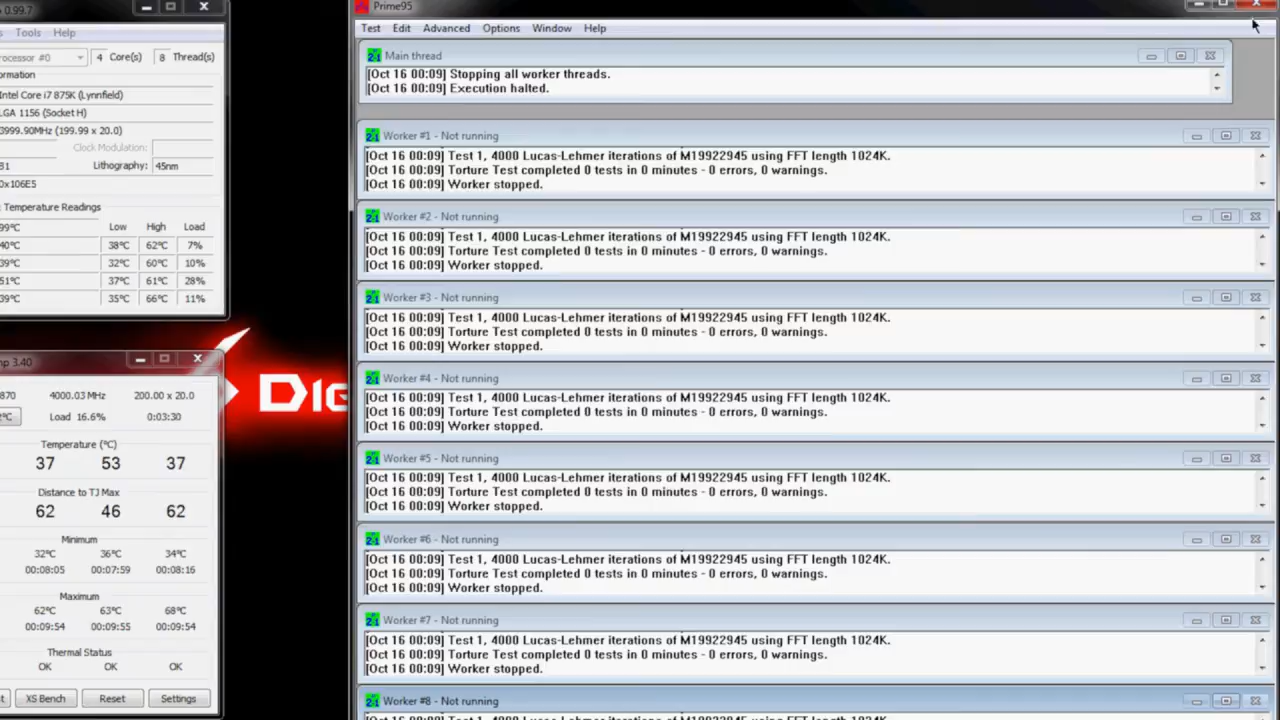 0.99.7
Tools Help
rocessor #0 4 Core(s) 8 Thread(s)
ormation
Intel Core i7 875K (Lynnfield)
LGA 1156 (Socket H)
3999.90MHz (199.99 x 20.0)
Clock Modulation:
B1 Lithography: 45nm
0x106E5
Temperature Readings
99°C Low High Load
40°C 38°C 62°C 7%
39°C 32°C 60°C 10%
51°C 37°C 61°C 28%
39°C 35°C 66°C 11%
mp 3.40
870 4000.03 MHz 200.00 x 20.0
2°C Load 16.6% 0:03:30
Temperature (°C)
37 53 37
Distance to TJ Max
62 46 62
Minimum
32°C 36°C 34°C
00:08:05 00:07:59 00:08:16
Maximum
62°C 63°C 68°C
00:09:54 00:09:55 00:09:54
Thermal Status
OK OK OK
t XS Bench Reset Settings
Dig
Prime95
Test Edit Advanced Options Window Help
Main thread
[Oct 16 00:09] Stopping all worker threads.
[Oct 16 00:09] Execution halted.
Worker #1 - Not running
[Oct 16 00:09] Test 1, 4000 Lucas-Lehmer iterations of M19922945 using FFT length 1024K.
[Oct 16 00:09] Torture Test completed 0 tests in 0 minutes - 0 errors, 0 warnings.
[Oct 16 00:09] Worker stopped.
Worker #2 - Not running
[Oct 16 00:09] Test 1, 4000 Lucas-Lehmer iterations of M19922945 using FFT length 1024K.
[Oct 16 00:09] Torture Test completed 0 tests in 0 minutes - 0 errors, 0 warnings.
[Oct 16 00:09] Worker stopped.
Worker #3 - Not running
[Oct 16 00:09] Test 1, 4000 Lucas-Lehmer iterations of M19922945 using FFT length 1024K.
[Oct 16 00:09] Torture Test completed 0 tests in 0 minutes - 0 errors, 0 warnings.
[Oct 16 00:09] Worker stopped.
Worker #4 - Not running
[Oct 16 00:09] Test 1, 4000 Lucas-Lehmer iterations of M19922945 using FFT length 1024K.
[Oct 16 00:09] Torture Test completed 0 tests in 0 minutes - 0 errors, 0 warnings.
[Oct 16 00:09] Worker stopped.
Worker #5 - Not running
[Oct 16 00:09] Test 1, 4000 Lucas-Lehmer iterations of M19922945 using FFT length 1024K.
[Oct 16 00:09] Torture Test completed 0 tests in 0 minutes - 0 errors, 0 warnings.
[Oct 16 00:09] Worker stopped.
Worker #6 - Not running
[Oct 16 00:09] Test 1, 4000 Lucas-Lehmer iterations of M19922945 using FFT length 1024K.
[Oct 16 00:09] Torture Test completed 0 tests in 0 minutes - 0 errors, 0 warnings.
[Oct 16 00:09] Worker stopped.
Worker #7 - Not running
[Oct 16 00:09] Test 1, 4000 Lucas-Lehmer iterations of M19922945 using FFT length 1024K.
[Oct 16 00:09] Torture Test completed 0 tests in 0 minutes - 0 errors, 0 warnings.
[Oct 16 00:09] Worker stopped.
Worker #8 - Not running